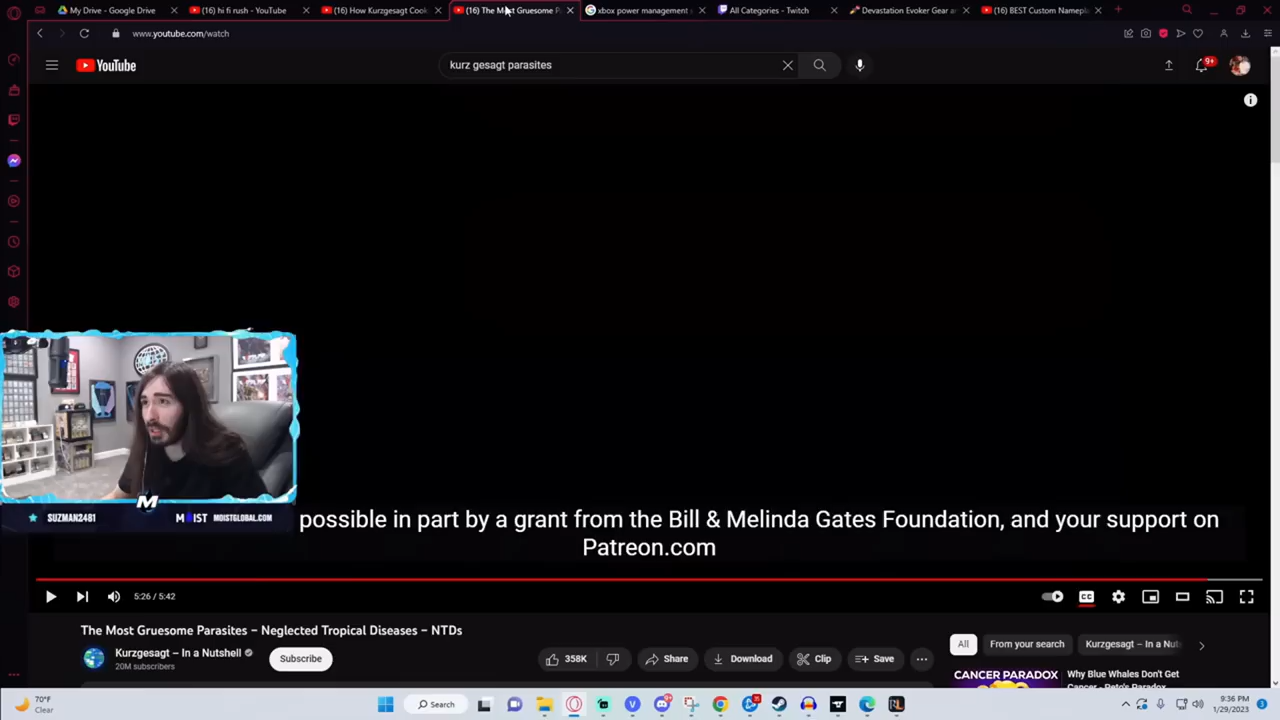 My Drive - Google Drive
(16) hi fi rush - YouTube
(16) How Kurzgesagt Cook
(16) The Most Gruesome P
xbox power management
All Categories - Twitch
Devastation Evoker Gear an
(16) BEST Custom Namepl
www.youtube.com/watch
YouTube
kurz gesagt parasites
9+
SUZMAN2481
M
MOIST
MOISTGLOBAL.COM
possible in part by a grant from the Bill & Melinda Gates Foundation, and your support on
Patreon.com
5:26 / 5:42
CC
The Most Gruesome Parasites – Neglected Tropical Diseases – NTDs
Kurzgesagt – In a Nutshell
20M subscribers
Subscribe
358K
Share
Download
Clip
Save
All
From your search
Kurzgesagt – In a Nut
CANCER PARADOX
Why Blue Whales Don't Get
Cancer - Peto's Paradox
70°F
Clear
Search
9:36 PM
1/29/2023